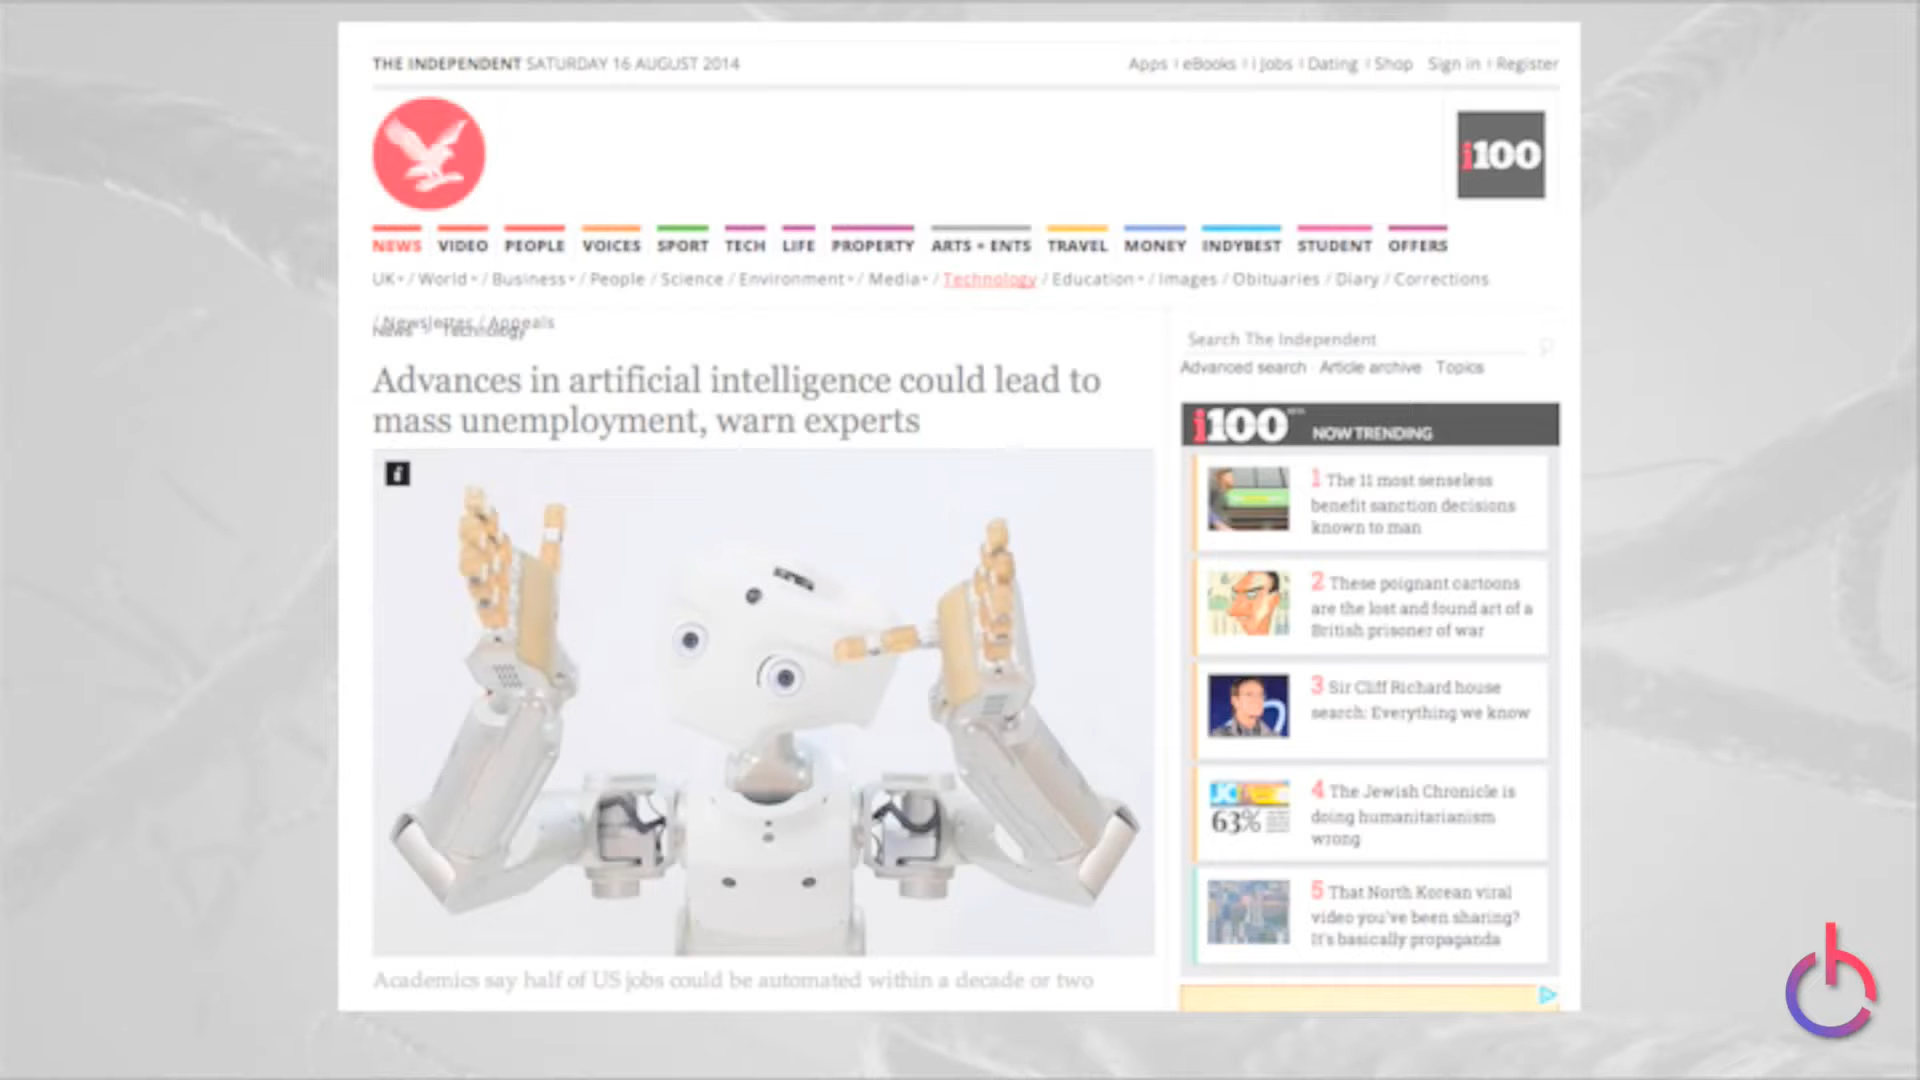 THE INDEPENDENT SATURDAY 16 AUGUST 2014
Apps eBooks i Jobs Dating Shop Sign in Register
i100
NEWS VIDEO PEOPLE VOICES SPORT TECH LIFE PROPERTY ARTS + ENTS TRAVEL MONEY INDYBEST STUDENT OFFERS
UK / World / Business / People / Science / Environment / Media / Technology / Education / Images / Obituaries / Diary / Corrections
/ Newsletter / Appeals
News > Technology
Advances in artificial intelligence could lead to
mass unemployment, warn experts
i
Academics say half of US jobs could be automated within a decade or two
Search The Independent
Advanced search Article archive Topics
i100 NOW TRENDING
1 The 11 most senseless
benefit sanction decisions
known to man
2 These poignant cartoons
are the lost and found art of a
British prisoner of war
3 Sir Cliff Richard house
search: Everything we know
JC
63%
4 The Jewish Chronicle is
doing humanitarianism
wrong
5 That North Korean viral
video you've been sharing?
It's basically propaganda